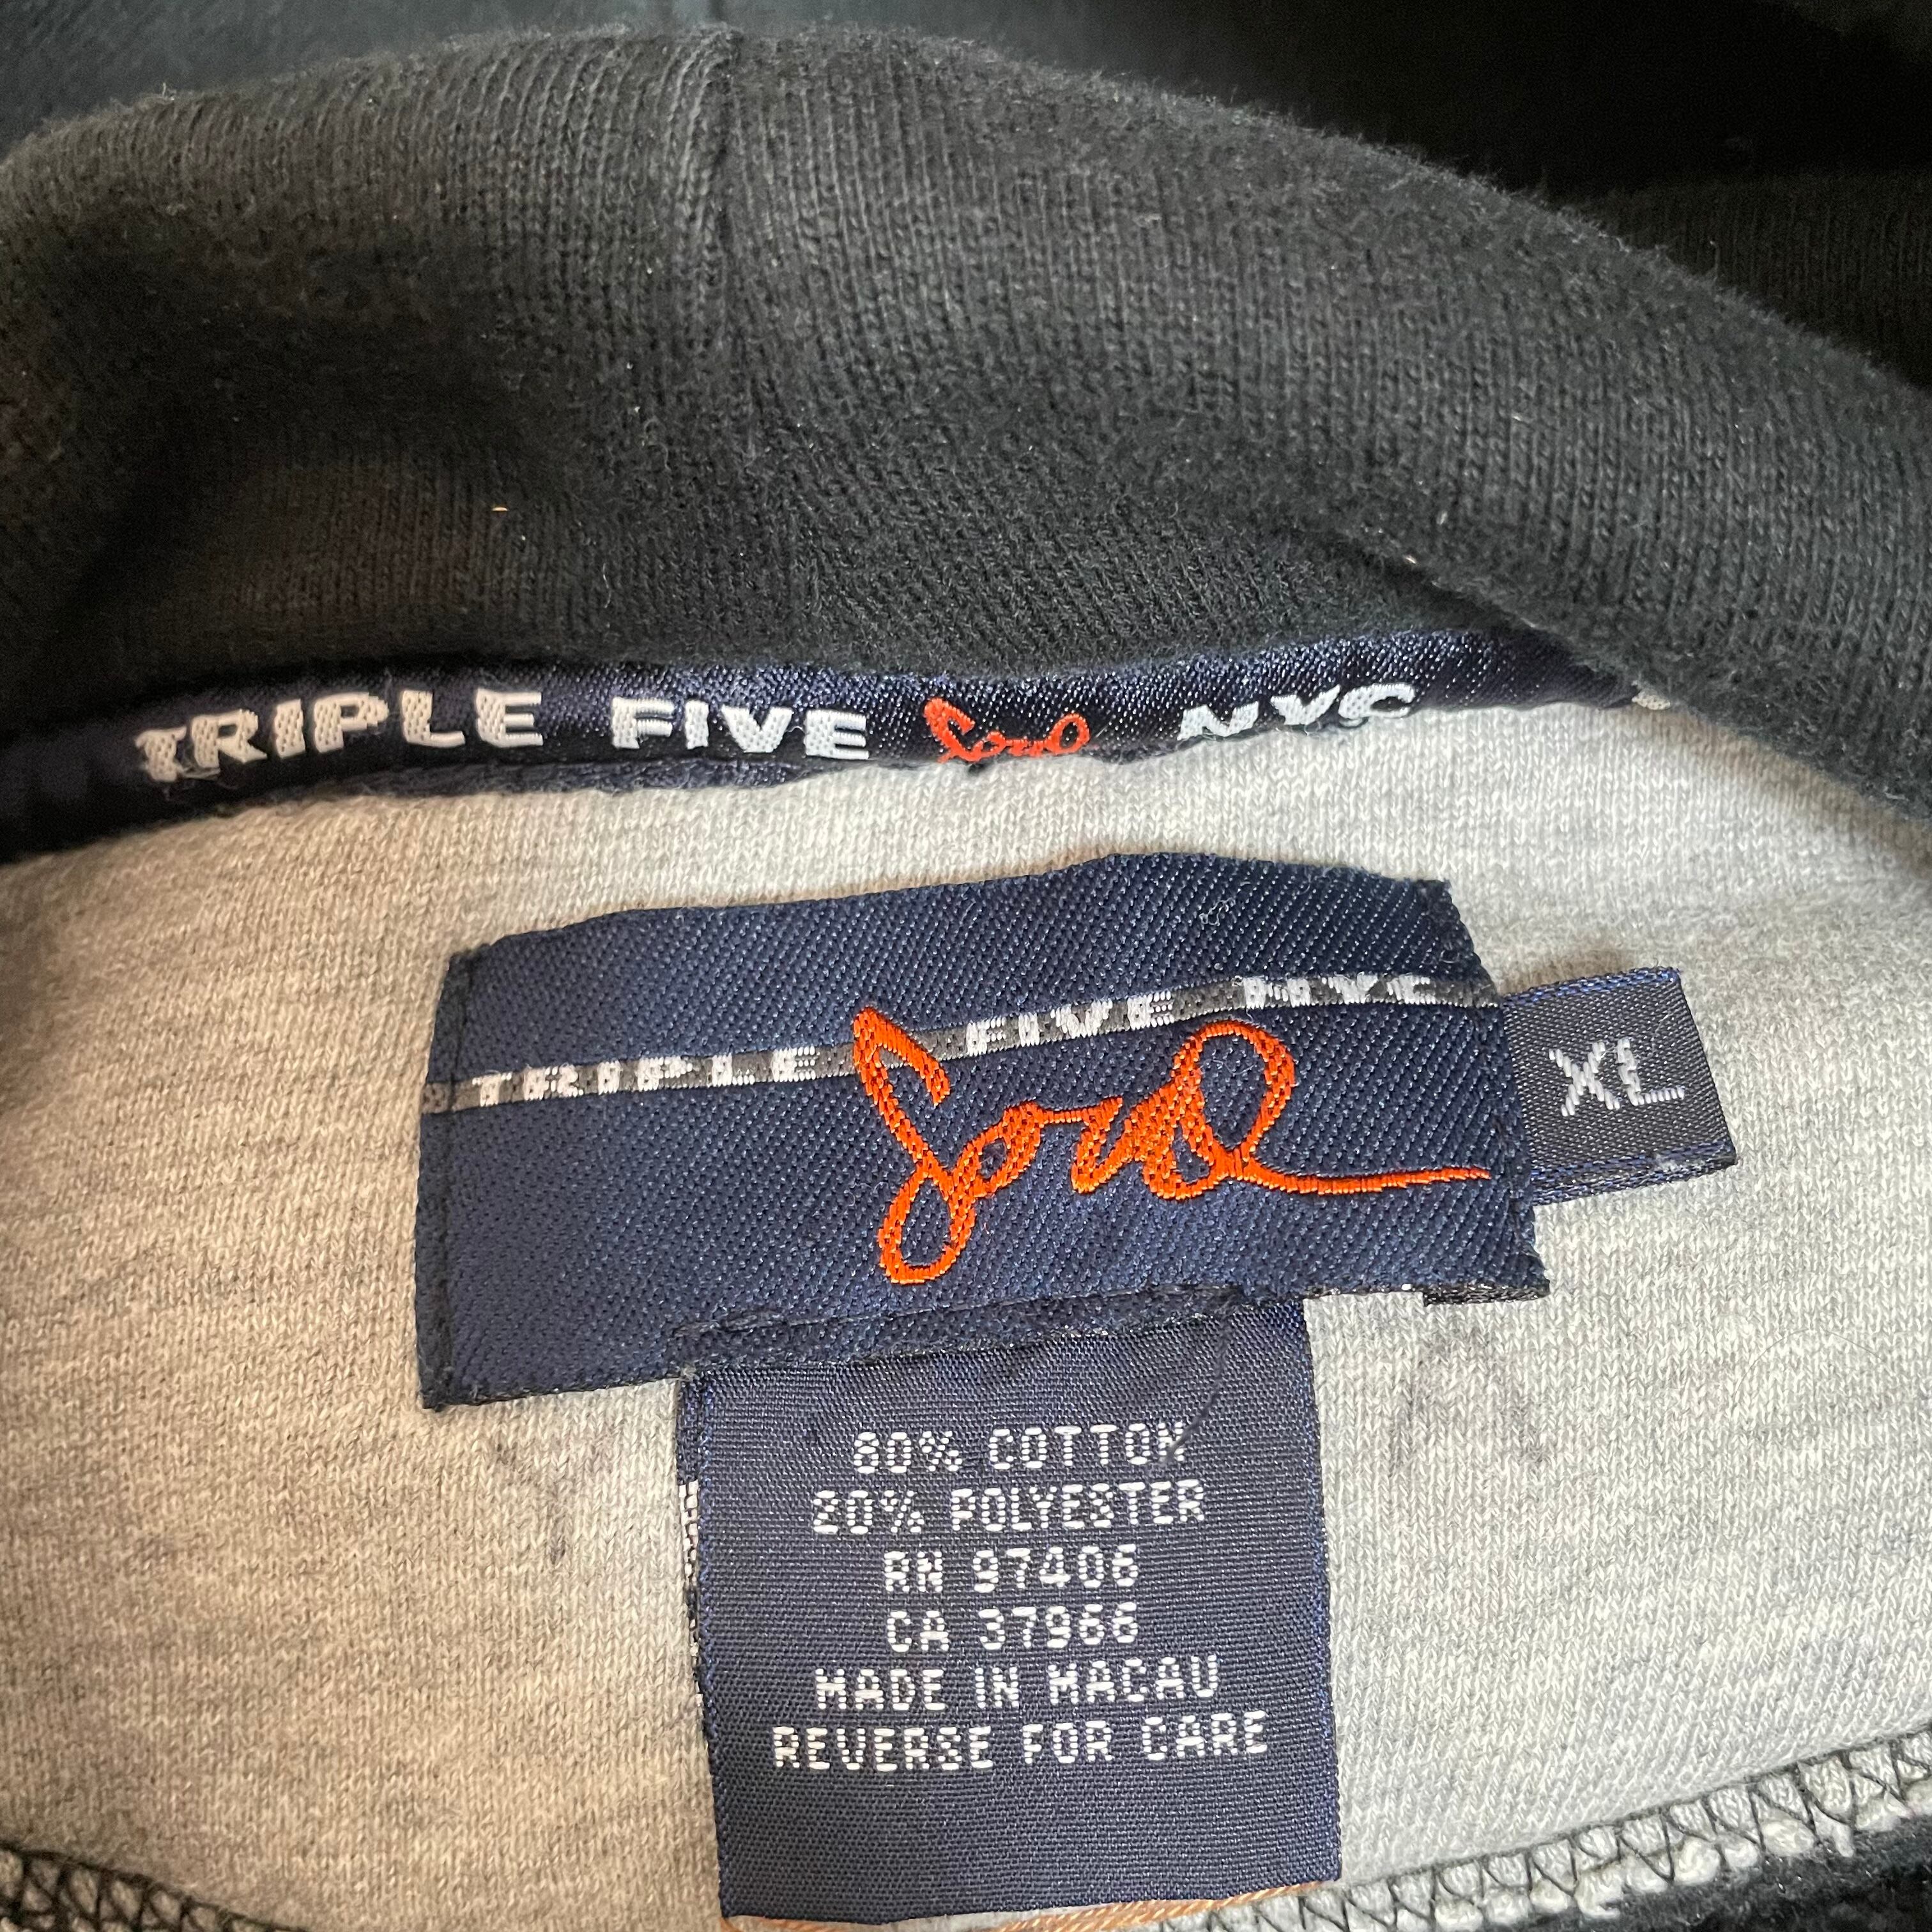 TRIPLE FIVE Soul NYC
TRIPLE FIVE NYC
Soul
XL
80% COTTON
20% POLYESTER
RN 97406
CA 37966
MADE IN MACAU
REVERSE FOR CARE